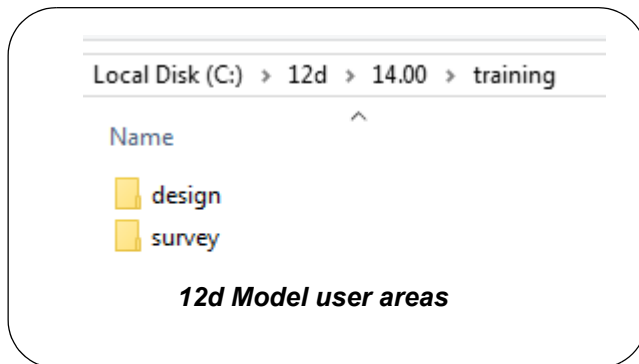 Local Disk (C:) > 12d > 14.00 > training
Name
design
survey
12d Model user areas